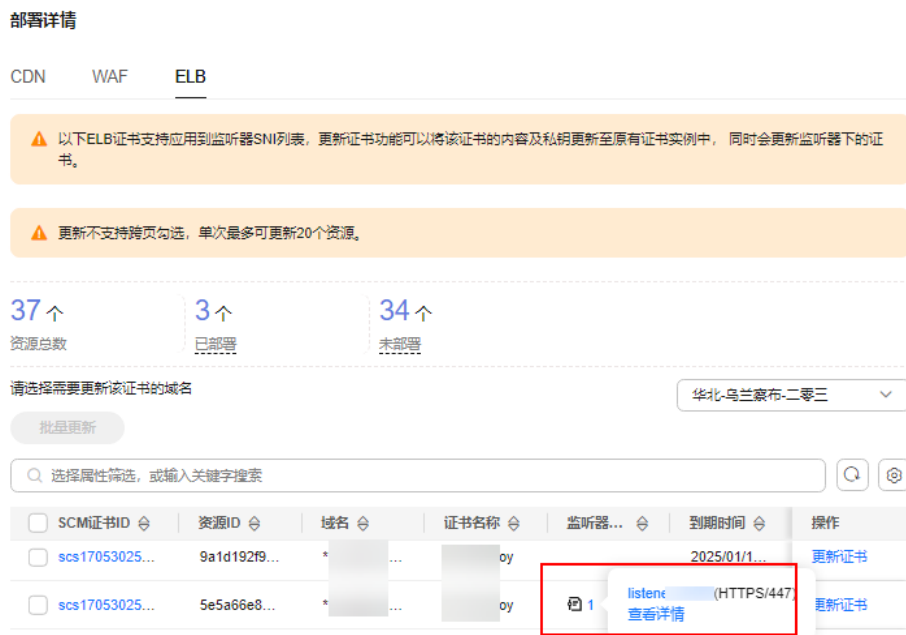 部署详情
CDN WAF ELB
以下ELB证书支持应用到监听器SNI列表，更新证书功能可以将该证书的内容及私钥更新至原有证书实例中， 同时会更新监听器下的证
书。
更新不支持跨页勾选，单次最多可更新20个资源。
37个 3个 34个
资源总数 已部署 未部署
请选择需要更新该证书的域名
华北-乌兰察布-二零三
批量更新
选择属性筛选，或输入关键字搜索
SCM证书ID 资源ID 域名 证书名称 监听器... 到期时间 操作
scs17053025... 9a1d192f9... *... oy 2025/01/1... 更新证书
scs17053025... 5e5a66e8... *... oy 1 listene (HTTPS/447) 更新证书
查看详情